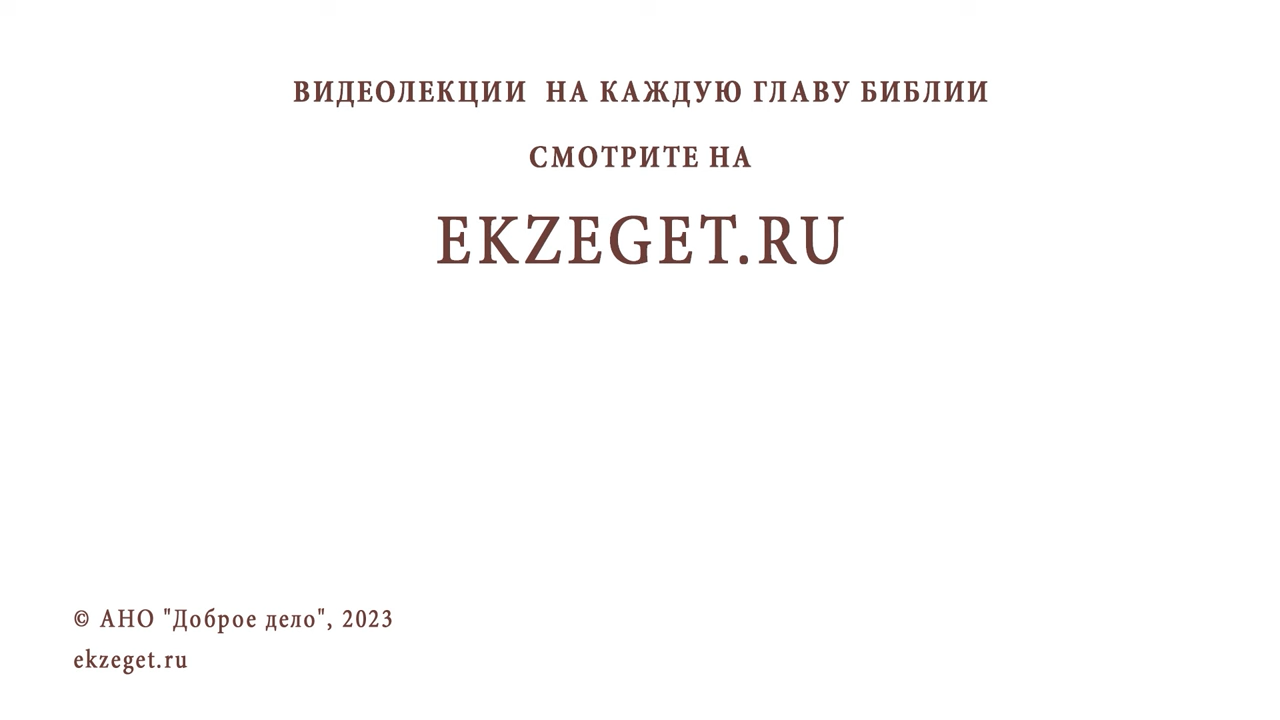 ВИДЕОЛЕКЦИИ НА КАЖДУЮ ГЛАВУ БИБЛИИ
СМОТРИТЕ НА
EKZEGET.RU
© АНО "Доброе дело", 2023
ekzeget.ru